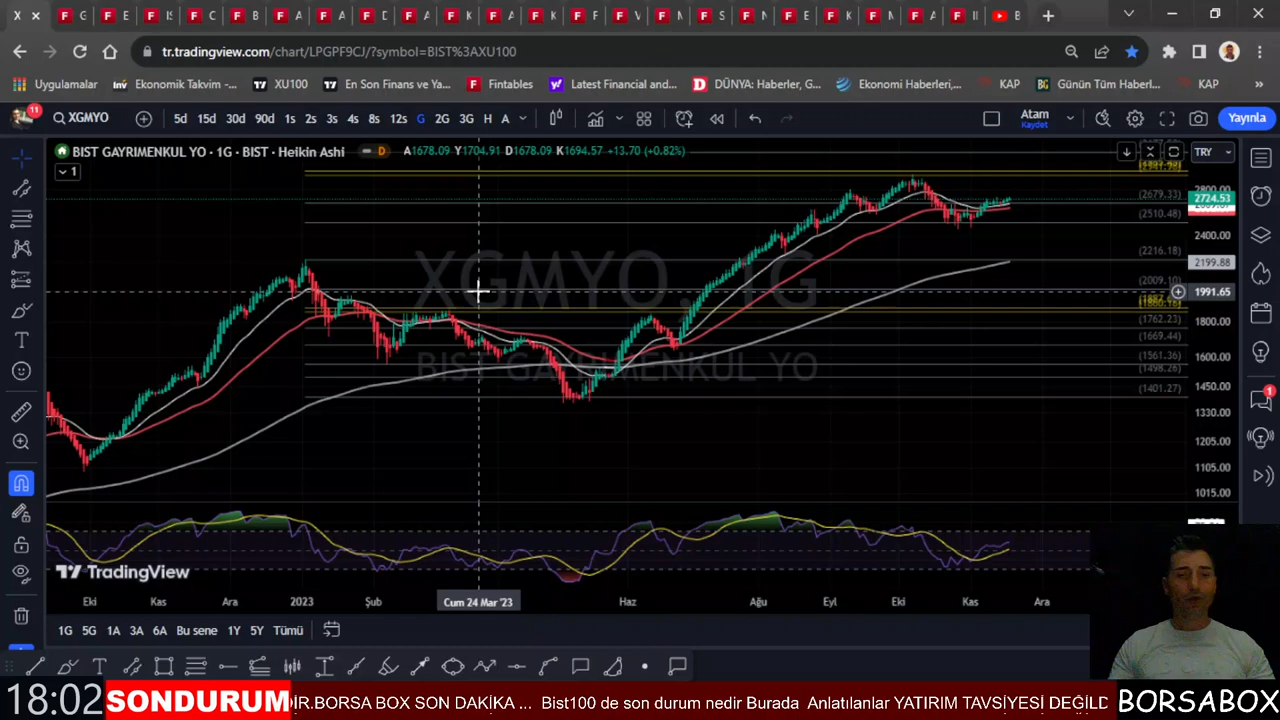 F G F F F İS F C F B F A F A F D F A F A F K F A F K F F F V F M F S F N F E F K F M F A F II B
tr.tradingview.com/chart/LPGPF9CJ/?symbol=BIST%3AXU100
Uygulamalar Ekonomik Takvim -... XU100 En Son Finans ve Ya... Fintables Latest Financial and... DÜNYA: Haberler, G... Ekonomi Haberleri,... KAP Günün Tüm Haberl... KAP »
11 XGMYO 5d 15d 30d 90d 1s 2s 3s 4s 8s 12s G 2G 3G H A Atam Kaydet Yayınla
BIST GAYRIMENKUL YO · 1G · BIST · Heikin Ashi D A1678.09 Y1704.91 D1678.09 K1694.57 +13.70 (+0.82%) TRY
1
(2679.33) 2800.00
2724.53
(2510.48)
2400.00
(2216.18)
2199.88
XGMYO, 1G
(2009.10)
1991.65
1800.00
(1762.23)
(1669.44)
BIST GAYRIMENKUL YO
1600.00
(1561.36)
(1498.26)
(1401.27) 1450.00
1330.00
1205.00
1105.00
1015.00
1
TradingView
Eki Kas Ara 2023 Şub Cum 24 Mar '23 Haz Ağu Eyl Eki Kas Ara
1G 5G 1A 3A 6A Bu sene 1Y 5Y Tümü
18:02 SONDURUM DİR.BORSA BOX SON DAKİKA ... Bist100 de son durum nedir Burada Anlatılanlar YATIRIM TAVSİYESİ DEĞİLD BORSABOX